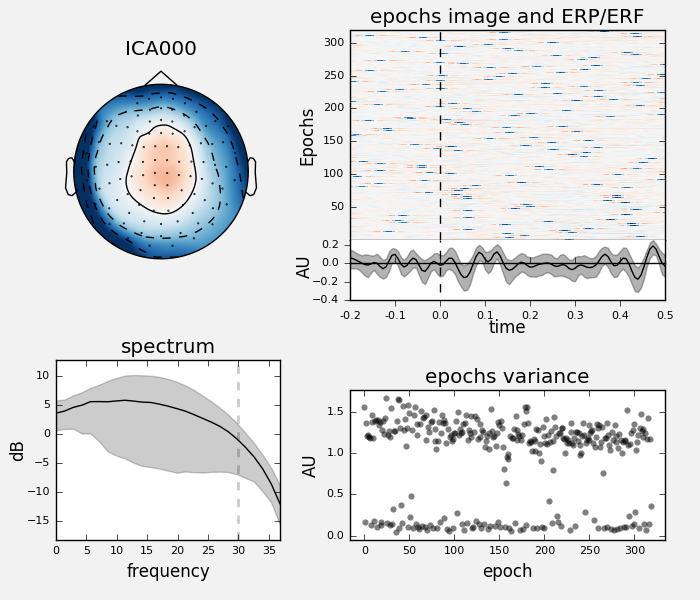 ICA000
epochs image and ERP/ERF
Epochs
300
250
200
150
100
50
AU
0.2
0.0
−0.2
−0.4
-0.2 -0.1 0.0 0.1 0.2 0.3 0.4 0.5
time
spectrum
dB
10
5
0
−5
−10
−15
0 5 10 15 20 25 30 35
frequency
epochs variance
AU
1.5
1.0
0.5
0.0
0 50 100 150 200 250 300
epoch